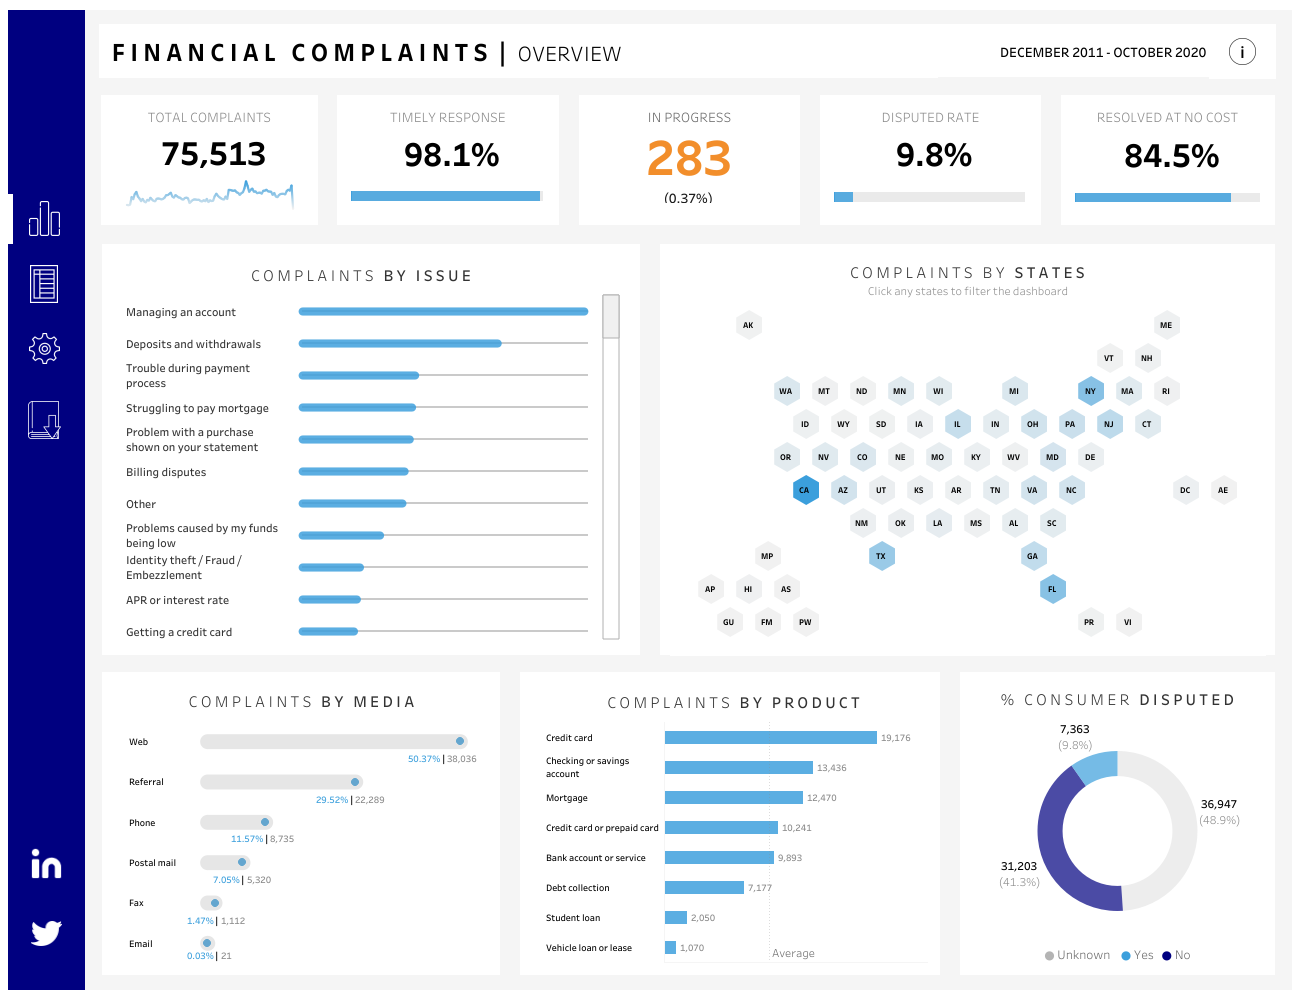 FINANCIAL COMPLAINTS | OVERVIEW
DECEMBER 2011 - OCTOBER 2020
i
TOTAL COMPLAINTS
75,513
TIMELY RESPONSE
98.1%
IN PROGRESS
283
(0.37%)
DISPUTED RATE
9.8%
RESOLVED AT NO COST
84.5%
COMPLAINTS BY ISSUE
Managing an account
Deposits and withdrawals
Trouble during payment
process
Struggling to pay mortgage
Problem with a purchase
shown on your statement
Billing disputes
Other
Problems caused by my funds
being low
Identity theft / Fraud /
Embezzlement
APR or interest rate
Getting a credit card
COMPLAINTS BY STATES
Click any states to filter the dashboard
AK ME
VT NH
WA MT ND MN WI MI NY MA RI
ID WY SD IA IL IN OH PA NJ CT
OR NV CO NE MO KY WV MD DE
CA AZ UT KS AR TN VA NC DC AE
NM OK LA MS AL SC
MP TX GA
AP HI AS FL
GU FM PW PR VI
COMPLAINTS BY MEDIA
Web
50.37% | 38,036
Referral
29.52% | 22,289
Phone
11.57% | 8,735
Postal mail
7.05% | 5,320
Fax
1.47% | 1,112
Email
0.03% | 21
COMPLAINTS BY PRODUCT
Credit card 19,176
Checking or savings
account
13,436
Mortgage 12,470
Credit card or prepaid card 10,241
Bank account or service 9,893
Debt collection 7,177
Student loan 2,050
Vehicle loan or lease 1,070
Average
% CONSUMER DISPUTED
7,363
(9.8%)
36,947
(48.9%)
31,203
(41.3%)
Unknown Yes No
in